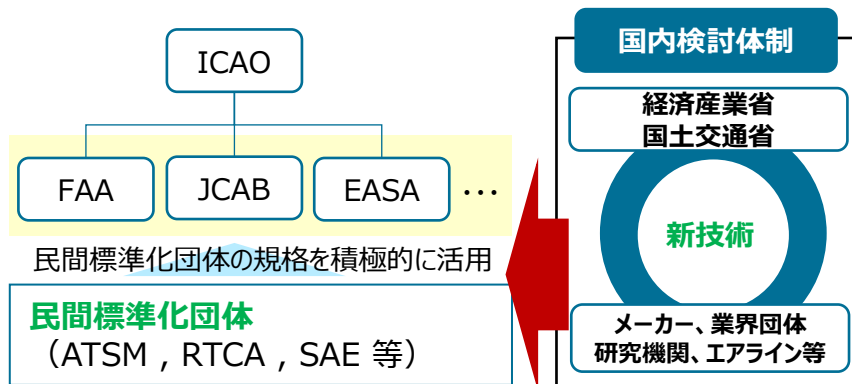 ICAO
FAA
JCAB
EASA
…
民間標準化団体の規格を積極的に活用
民間標準化団体
（ATSM , RTCA , SAE 等）
国内検討体制
経済産業省
国土交通省
新技術
メーカー、業界団体
研究機関、エアライン等